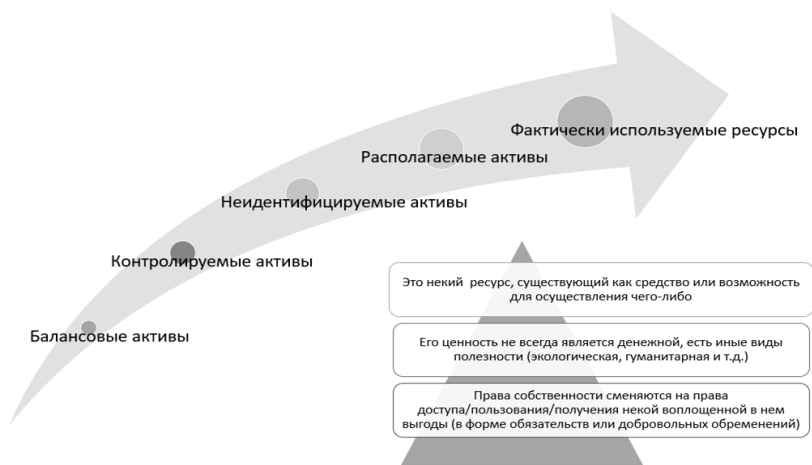 Фактически используемые ресурсы
Располагаемые активы
Неидентифицируемые активы
Контролируемые активы
Балансовые активы
Это некий ресурс, существующий как средство или возможность
для осуществления чего-либо
Его ценность не всегда является денежной, есть иные виды
полезности (экологическая, гуманитарная и т.д.)
Права собственности сменяются на права
доступа/пользования/получения некой воплощенной в нем
выгоды (в форме обязательств или добровольных обременений)